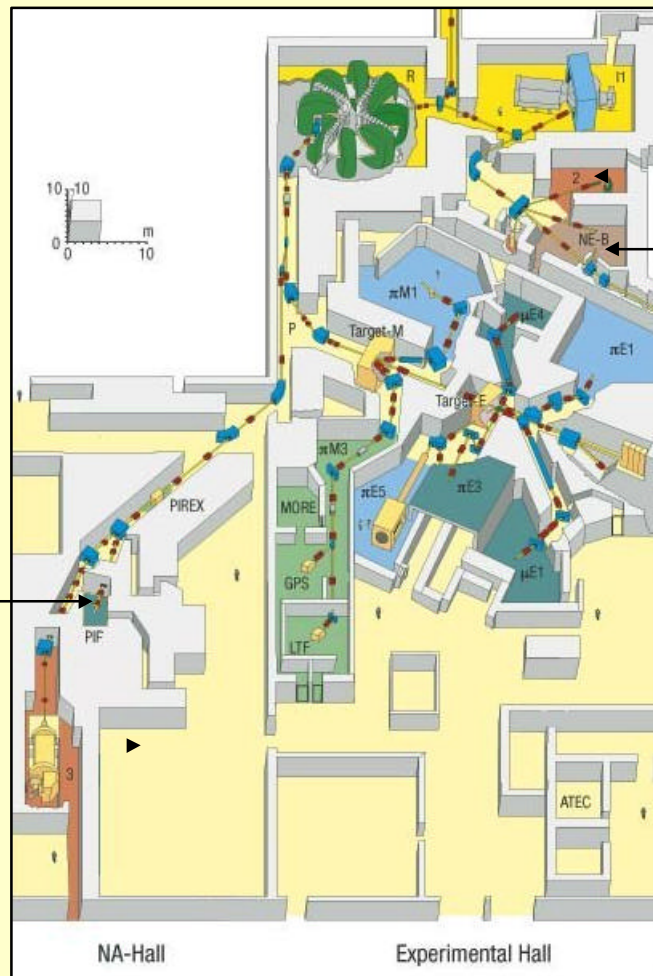 R
I1
10
10
m
0
10
2
NE-B
πM1
1
μE4
P
Target-M
πE1
Target-E
πM3
PIREX
MORE
πE5
πE3
GPS
μE1
PIF
LTF
3
ATEC
NA-Hall
Experimental Hall